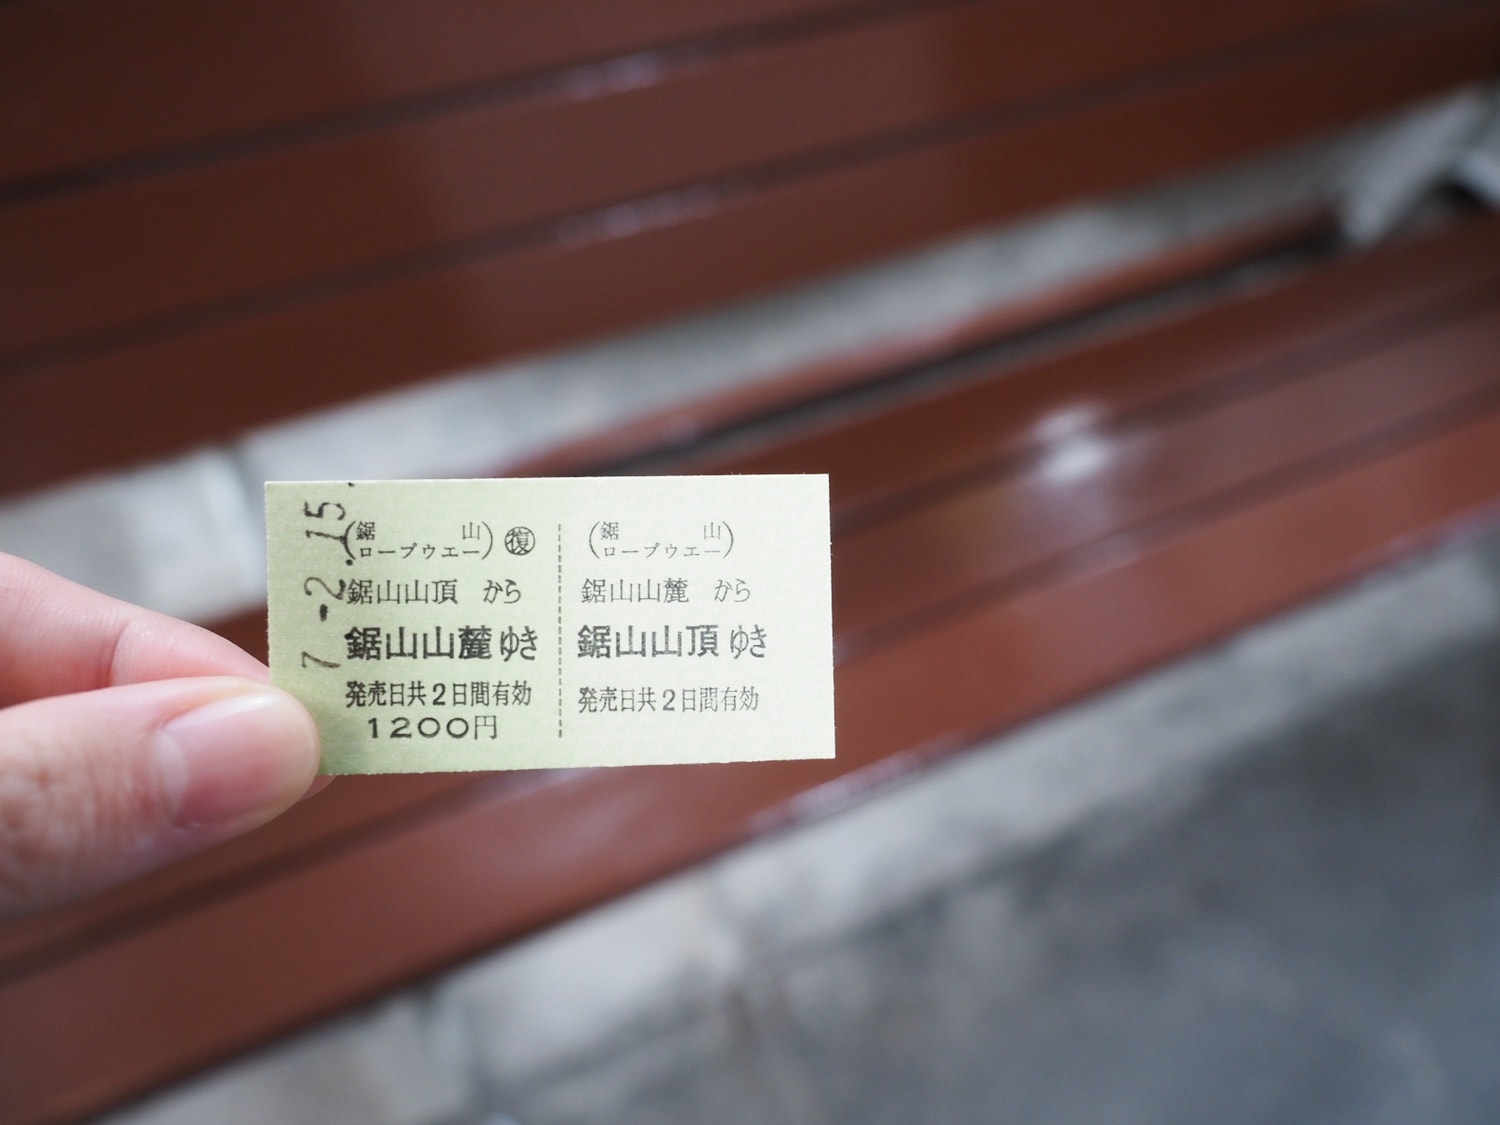 7.-2.15
(鋸山ロープウエー) ㊝復
鋸山山頂 から
鋸山山麓ゆき
発売日共2日間有効
1200円
(鋸山ロープウエー)
鋸山山麓 から
鋸山山頂ゆき
発売日共2日間有効